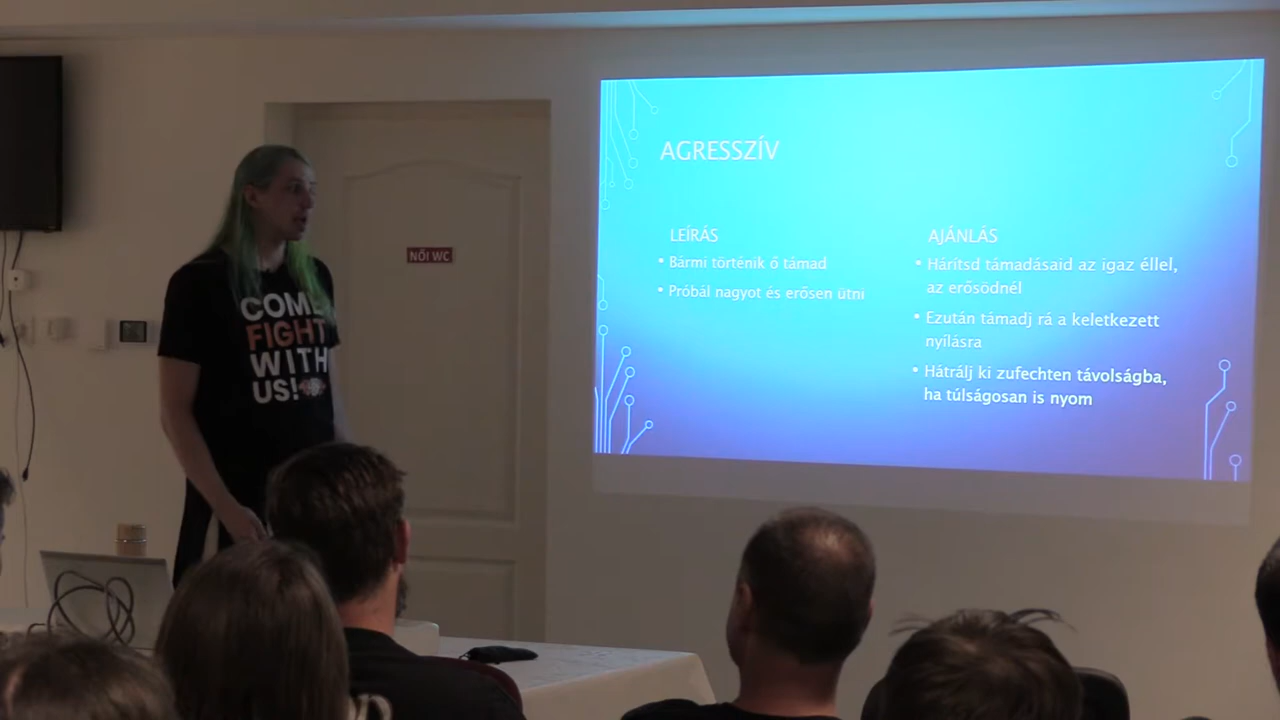 AGRESSZÍV
LEÍRÁS
• Bármi történik ő támad
• Próbál nagyot és erősen ütni
AJÁNLÁS
• Hárítsd támadásaid az igaz éllel,
az erősödnél
• Ezután támadj rá a keletkezett
nyílásra
• Hátrálj ki zufechten távolságba,
ha túlságosan is nyom
NŐI WC
COME
FIGHT
WITH
US!